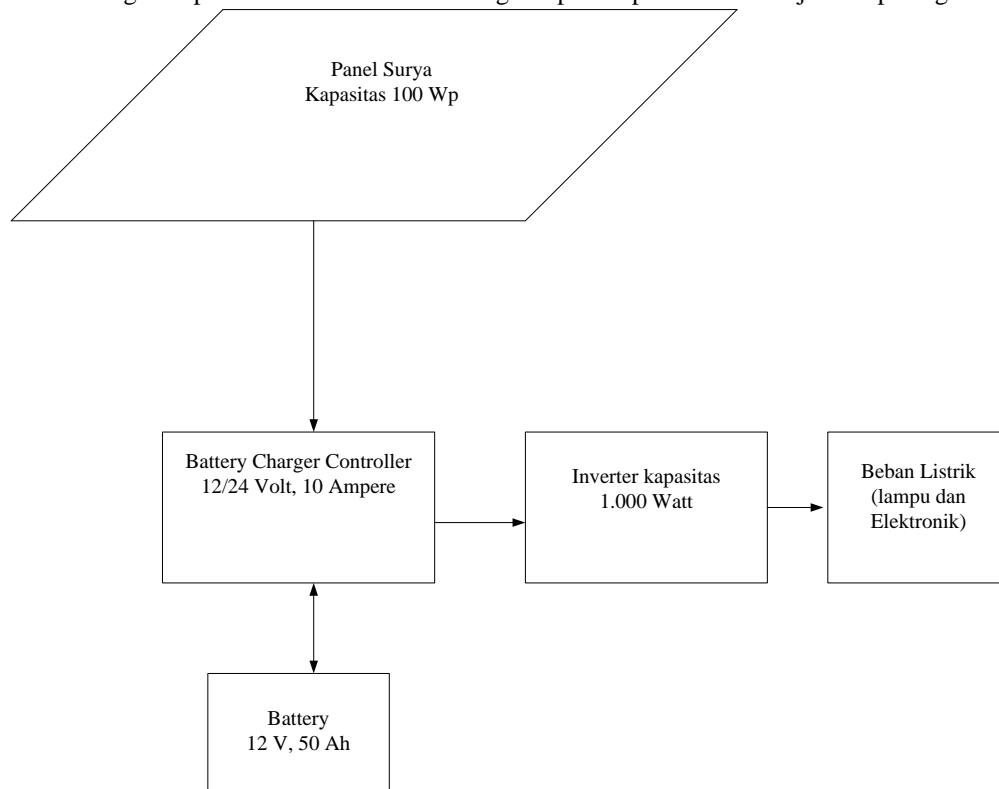 Panel Surya
Kapasitas 100 Wp
Battery Charger Controller
12/24 Volt, 10 Ampere
Inverter kapasitas
1.000 Watt
Beban Listrik
(lampu dan
Elektronik)
Battery
12 V, 50 Ah